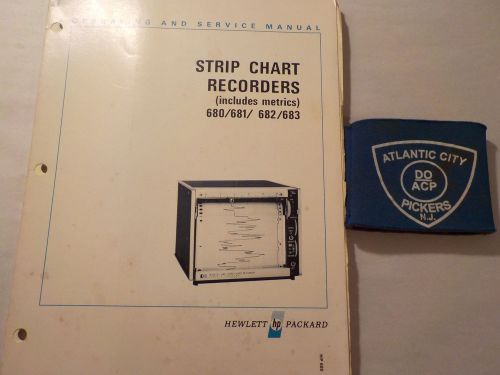 OPERATING AND SERVICE MANUAL
STRIP CHART
RECORDERS
(includes metrics)
680/681/ 682/683
HEWLETT hp PACKARD
ATLANTIC CITY
DO
ACP
PICKERS
N.J.